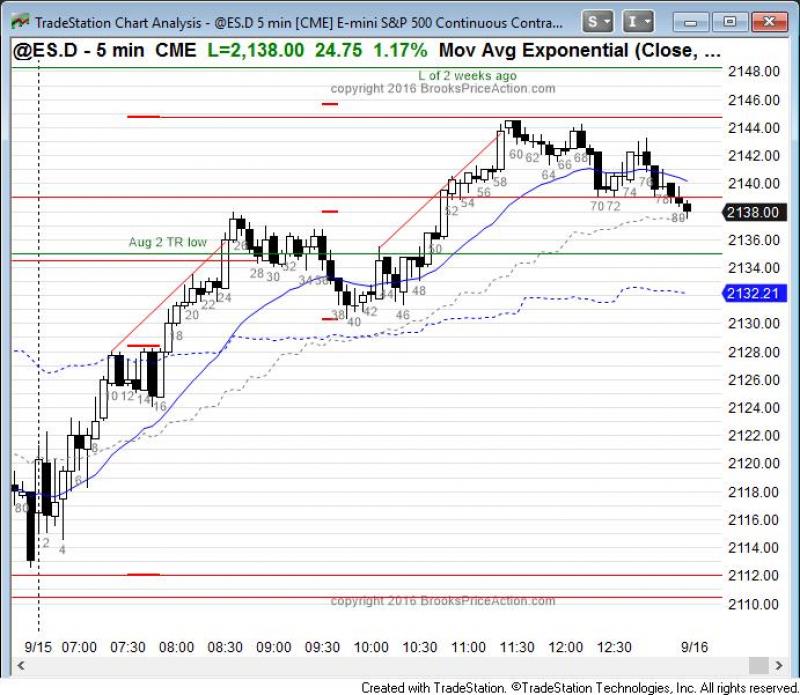 TradeStation Chart Analysis - @ES.D 5 min [CME] E-mini S&P 500 Continuous Contra...
S
I
@ES.D - 5 min CME L=2,138.00 24.75 1.17% Mov Avg Exponential (Close, ...
L of 2 weeks ago
copyright 2016 BrooksPriceAction.com
Aug 2 TR low
2148.00
2146.00
2144.00
2142.00
2140.00
2138.00
2136.00
2134.00
2132.21
2130.00
2128.00
2126.00
2124.00
2122.00
2120.00
2118.00
2116.00
2114.00
2112.00
2110.00
80 2 4 6 8 10 12 14 16 18 20 22 24 26 28 30 32 34 36 38 40 42 44 46 48 50 52 54 56 58 60 62 64 66 68 70 72 74 76 78 80
copyright 2016 BrooksPriceAction.com
9/15 07:00 07:30 08:00 08:30 09:00 09:30 10:00 10:30 11:00 11:30 12:00 12:30 9/16
Created with TradeStation. ©TradeStation Technologies, Inc. All rights reserved.